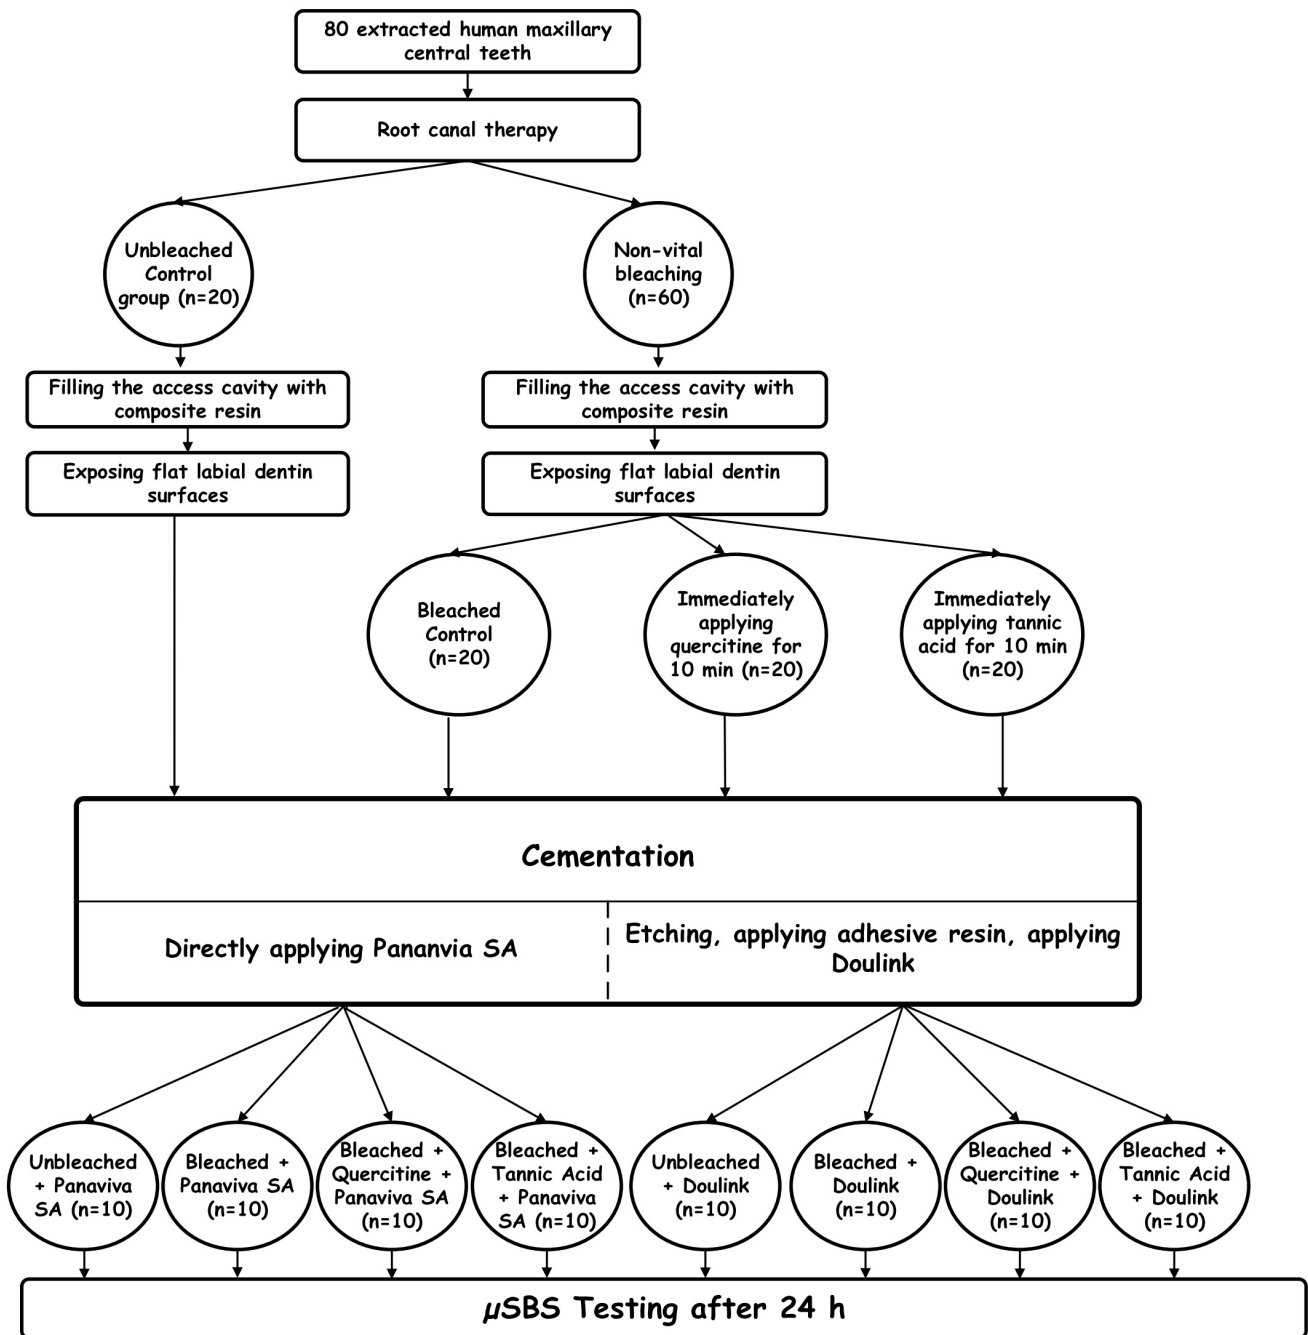 80 extracted human maxillary
central teeth
Root canal therapy
Unbleached
Control
group (n=20)
Non-vital
bleaching
(n=60)
Filling the access cavity with
composite resin
Filling the access cavity with
composite resin
Exposing flat labial dentin
surfaces
Exposing flat labial dentin
surfaces
Bleached
Control
(n=20)
Immediately
applying
quercitine for
10 min (n=20)
Immediately
applying tannic
acid for 10 min
(n=20)
Cementation
Directly applying Pananvia SA
Etching, applying adhesive resin, applying
Doulink
Unbleached
+ Panaviva
SA (n=10)
Bleached +
Panaviva SA
(n=10)
Bleached +
Quercitine +
Panaviva SA
(n=10)
Bleached +
Tannic Acid
+ Panaviva
SA (n=10)
Unbleached
+ Doulink
(n=10)
Bleached +
Doulink
(n=10)
Bleached +
Quercitine +
Doulink
(n=10)
Bleached +
Tannic Acid
+ Doulink
(n=10)
µSBS Testing after 24 h